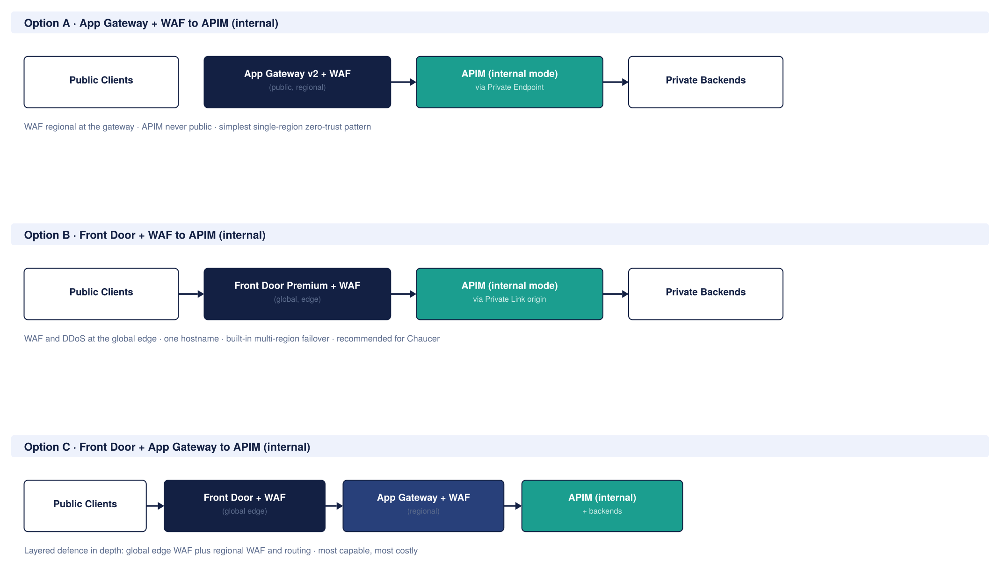 Option A · App Gateway + WAF to APIM (internal)
Public Clients
App Gateway v2 + WAF
(public, regional)
APIM (internal mode)
via Private Endpoint
Private Backends
WAF regional at the gateway · APIM never public · simplest single-region zero-trust pattern
Option B · Front Door + WAF to APIM (internal)
Public Clients
Front Door Premium + WAF
(global, edge)
APIM (internal mode)
via Private Link origin
Private Backends
WAF and DDoS at the global edge · one hostname · built-in multi-region failover · recommended for Chaucer
Option C · Front Door + App Gateway to APIM (internal)
Public Clients
Front Door + WAF
(global edge)
App Gateway + WAF
(regional)
APIM (internal)
+ backends
Layered defence in depth: global edge WAF plus regional WAF and routing · most capable, most costly